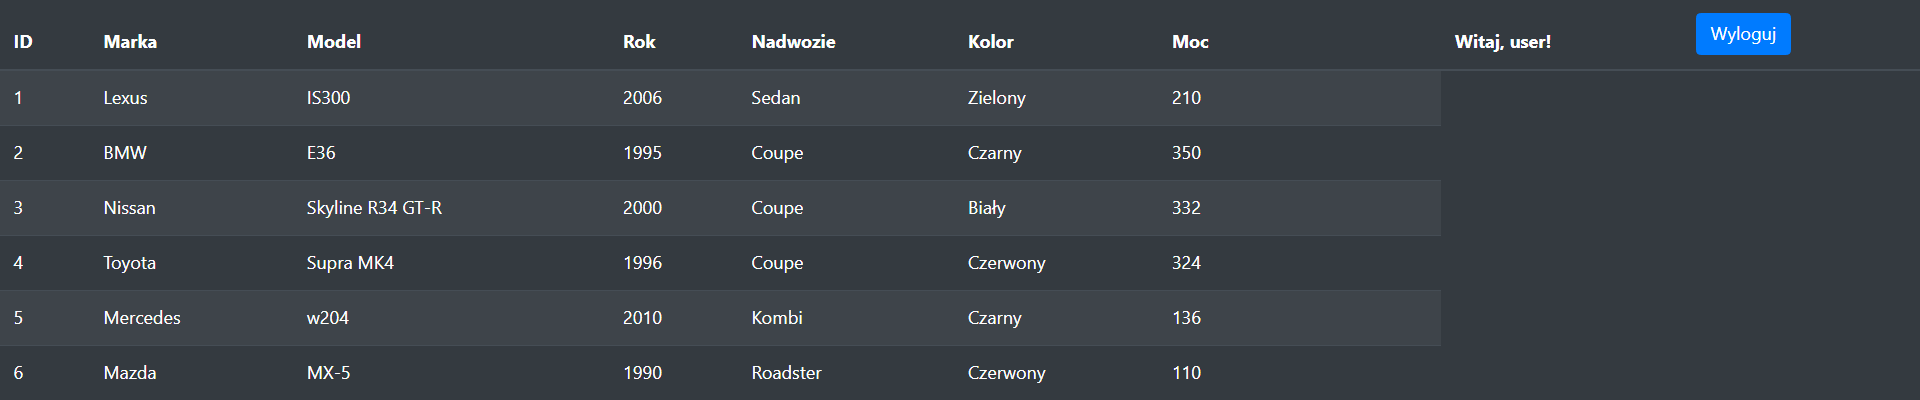 ID Marka Model Rok Nadwozie Kolor Moc Witaj, user! Wyloguj
1 Lexus IS300 2006 Sedan Zielony 210
2 BMW E36 1995 Coupe Czarny 350
3 Nissan Skyline R34 GT-R 2000 Coupe Biały 332
4 Toyota Supra MK4 1996 Coupe Czerwony 324
5 Mercedes w204 2010 Kombi Czarny 136
6 Mazda MX-5 1990 Roadster Czerwony 110